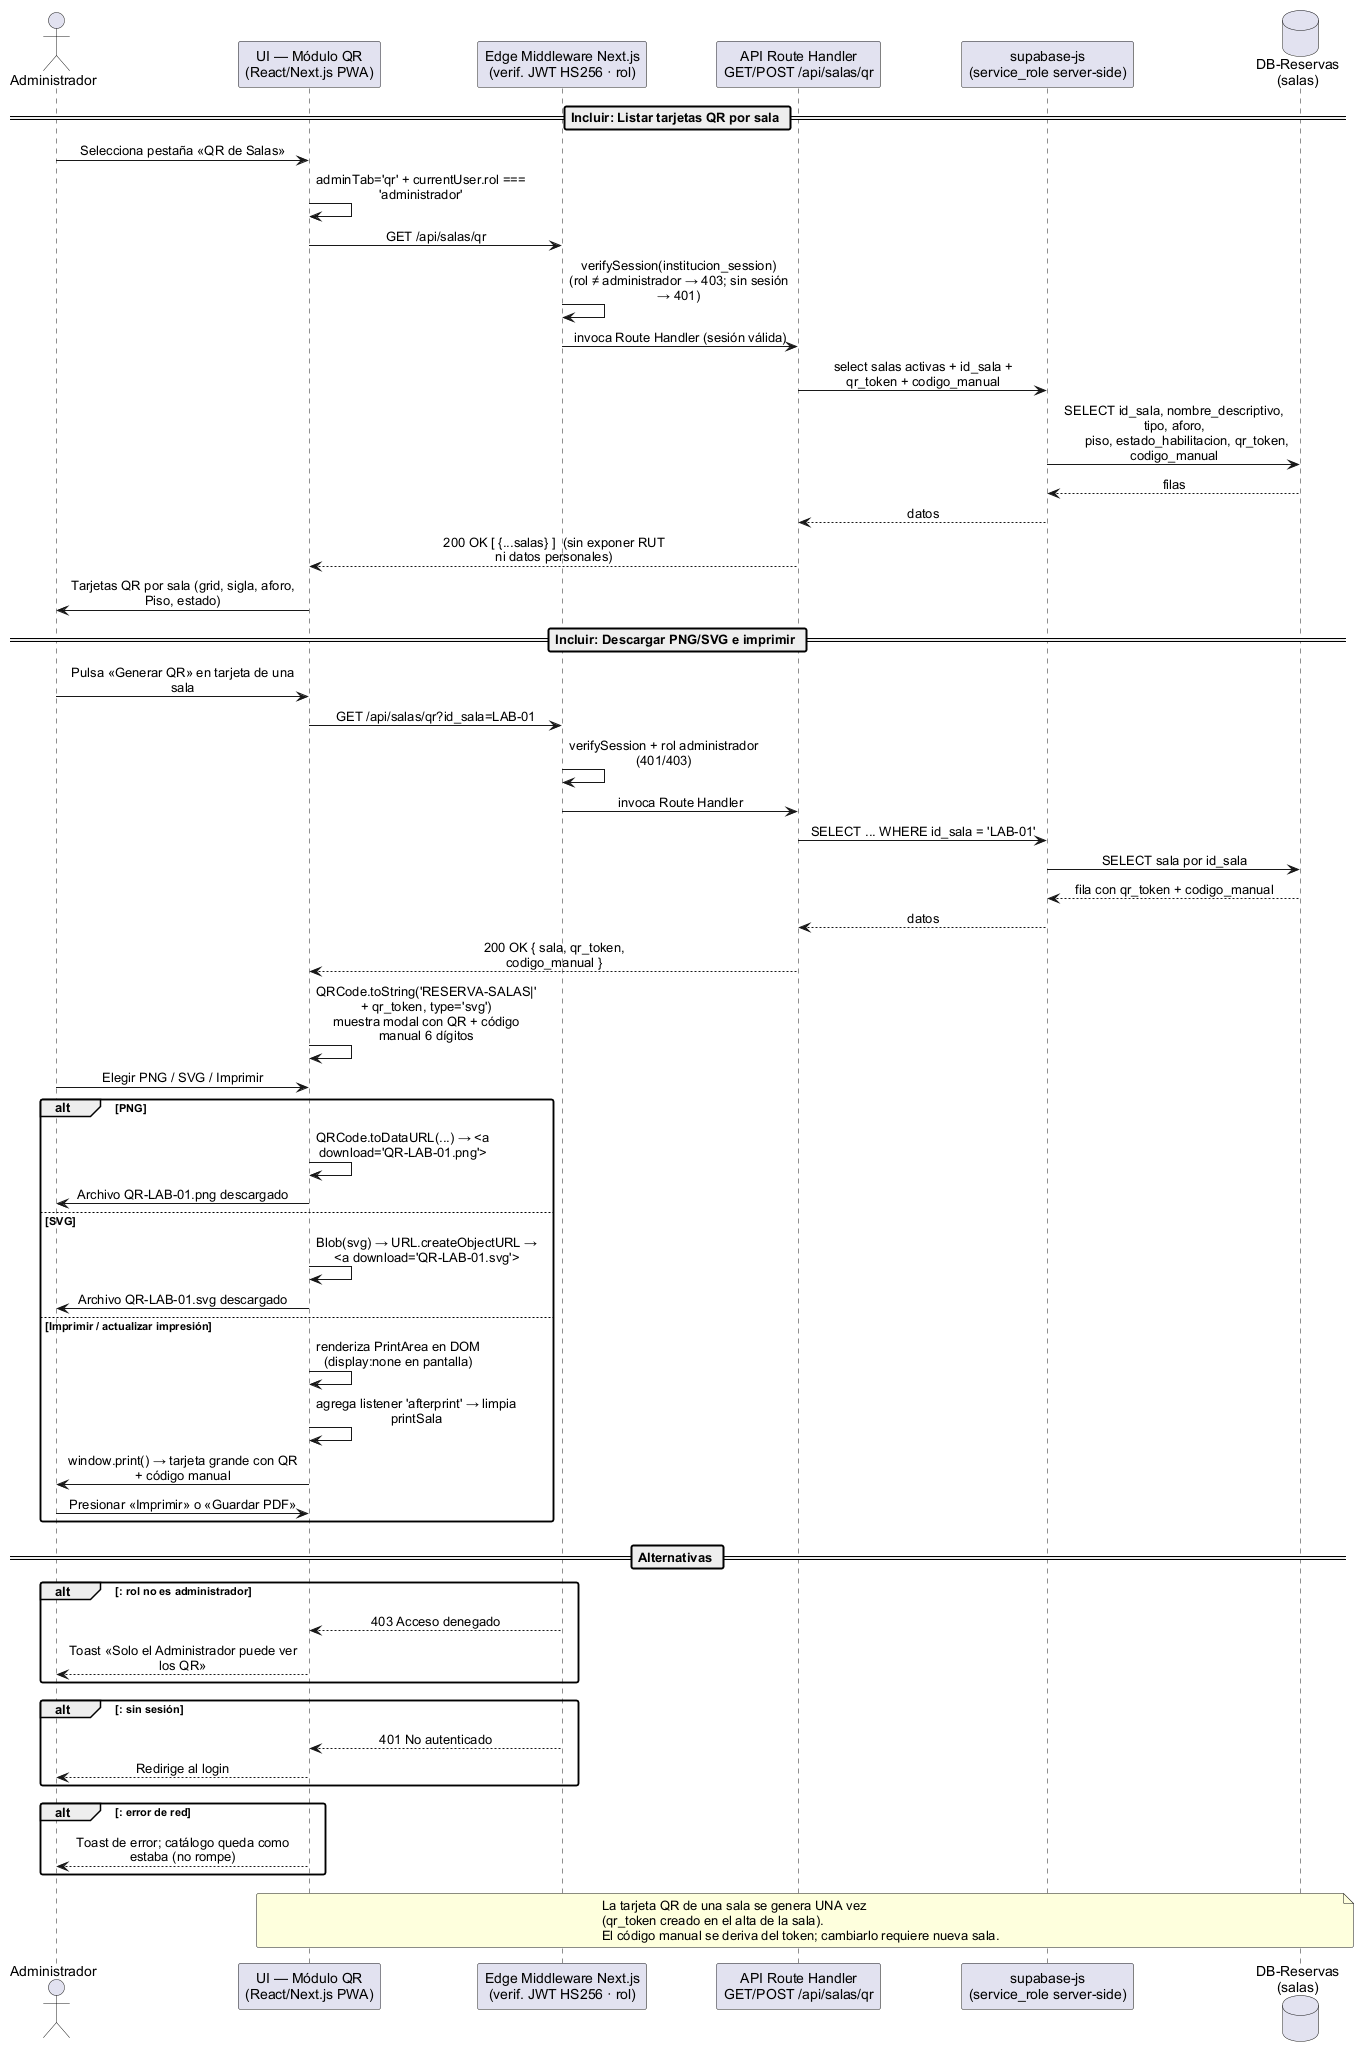 Administrador
UI — Módulo QR
(React/Next.js PWA)
Edge Middleware Next.js
(verif. JWT HS256 · rol)
API Route Handler
GET/POST /api/salas/qr
supabase-js
(service_role server-side)
DB-Reservas
(salas)
Incluir: Listar tarjetas QR por sala
Selecciona pestaña «QR de Salas»
adminTab='qr' + currentUser.rol ===
'administrador'
GET /api/salas/qr
verifySession(institucion_session)
(rol ≠ administrador → 403; sin sesión
→ 401)
invoca Route Handler (sesión válida)
select salas activas + id_sala +
qr_token + codigo_manual
SELECT id_sala, nombre_descriptivo,
tipo, aforo,
piso, estado_habilitacion, qr_token,
codigo_manual
filas
datos
200 OK [ {...salas} ]  (sin exponer RUT
ni datos personales)
Tarjetas QR por sala (grid, sigla, aforo,
Piso, estado)
Incluir: Descargar PNG/SVG e imprimir
Pulsa «Generar QR» en tarjeta de una
sala
GET /api/salas/qr?id_sala=LAB-01
verifySession + rol administrador
(401/403)
invoca Route Handler
SELECT ... WHERE id_sala = 'LAB-01'
SELECT sala por id_sala
fila con qr_token + codigo_manual
datos
200 OK { sala, qr_token,
codigo_manual }
QRCode.toString('RESERVA-SALAS|'
+ qr_token, type='svg')
muestra modal con QR + código
manual 6 dígitos
Elegir PNG / SVG / Imprimir
alt [PNG]
QRCode.toDataURL(...) → <a
download='QR-LAB-01.png'>
Archivo QR-LAB-01.png descargado
[SVG]
Blob(svg) → URL.createObjectURL →
<a download='QR-LAB-01.svg'>
Archivo QR-LAB-01.svg descargado
[Imprimir / actualizar impresión]
renderiza PrintArea en DOM
(display:none en pantalla)
agrega listener 'afterprint' → limpia
printSala
window.print() → tarjeta grande con QR
+ código manual
Presionar «Imprimir» o «Guardar PDF»
Alternativas
alt [: rol no es administrador]
403 Acceso denegado
Toast «Solo el Administrador puede ver
los QR»
alt [: sin sesión]
401 No autenticado
Redirige al login
alt [: error de red]
Toast de error; catálogo queda como
estaba (no rompe)
La tarjeta QR de una sala se genera UNA vez
(qr_token creado en el alta de la sala).
El código manual se deriva del token; cambiarlo requiere nueva sala.
Administrador
UI — Módulo QR
(React/Next.js PWA)
Edge Middleware Next.js
(verif. JWT HS256 · rol)
API Route Handler
GET/POST /api/salas/qr
supabase-js
(service_role server-side)
DB-Reservas
(salas)